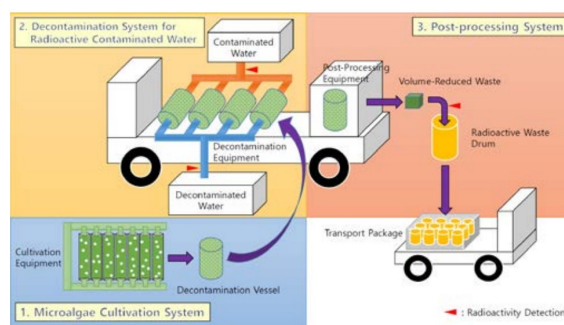 2. Decontamination System for
Radioactive Contaminated Water
3. Post-processing System
Contaminated
Water
Post-Processing
Equipment
Volume-Reduced Waste
Radioactive Waste
Drum
Decontamination
Equipment
Decontaminated
Water
Transport Package
Cultivation
Equipment
Decontamination Vessel
1. Microalgae Cultivation System
: Radioactivity Detection